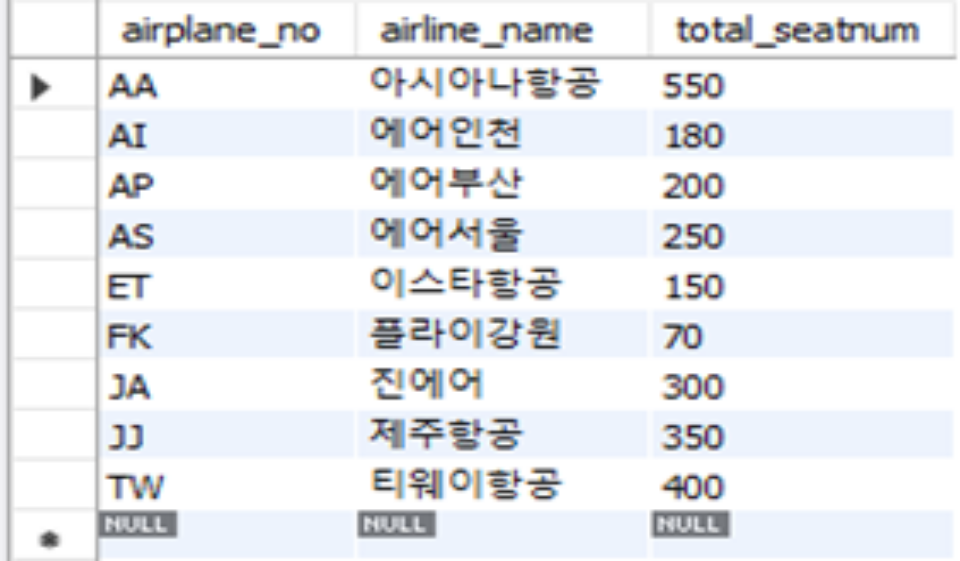 airplane_no airline_name total_seatnum
AA 아시아나항공 550
AI 에어인천 180
AP 에어부산 200
AS 에어서울 250
ET 이스타항공 150
FK 플라이강원 70
JA 진에어 300
JJ 제주항공 350
TW 티웨이항공 400
NULL NULL NULL